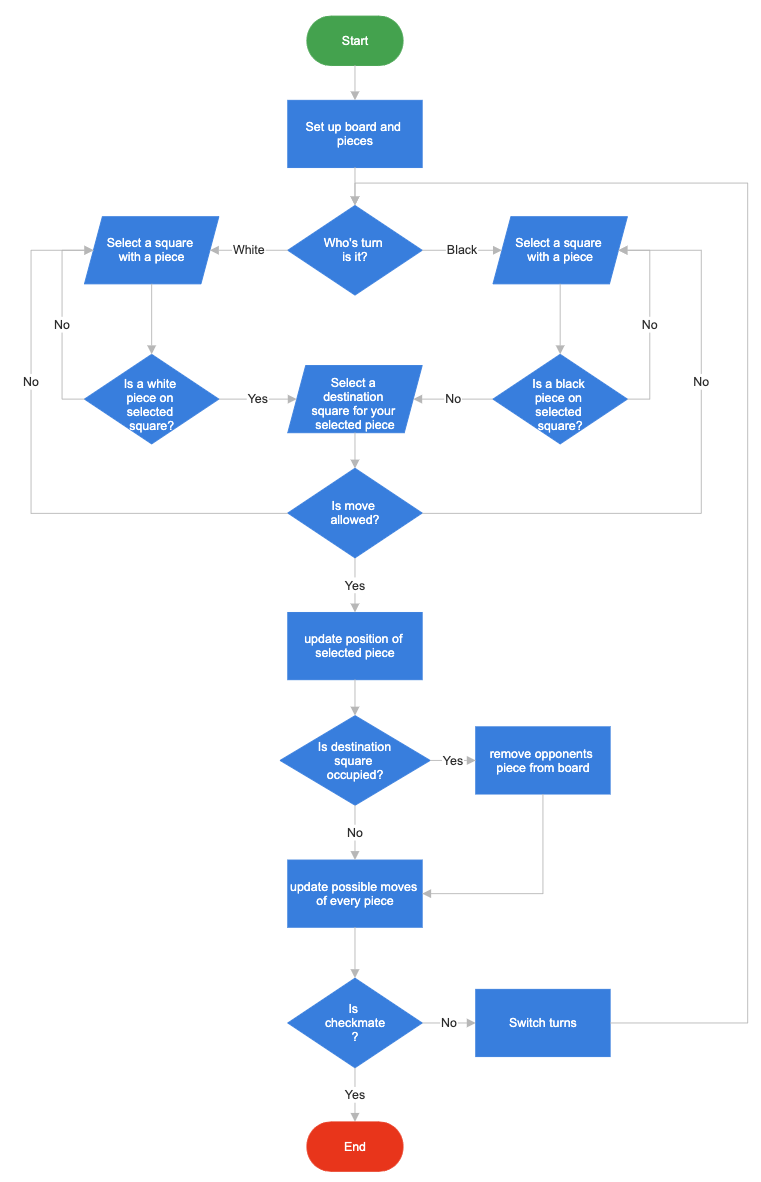 Start
Set up board and
pieces
Select a square
with a piece
White
Who's turn
is it?
Black
Select a square
with a piece
No
No
No
No
Is a white
piece on
selected
square?
Yes
Select a
destination
square for your
selected piece
No
Is a black
piece on
selected
square?
Is move
allowed?
Yes
update position of
selected piece
Is destination
square
occupied?
Yes
remove opponents
piece from board
No
update possible moves
of every piece
Is
checkmate
?
No
Switch turns
Yes
End